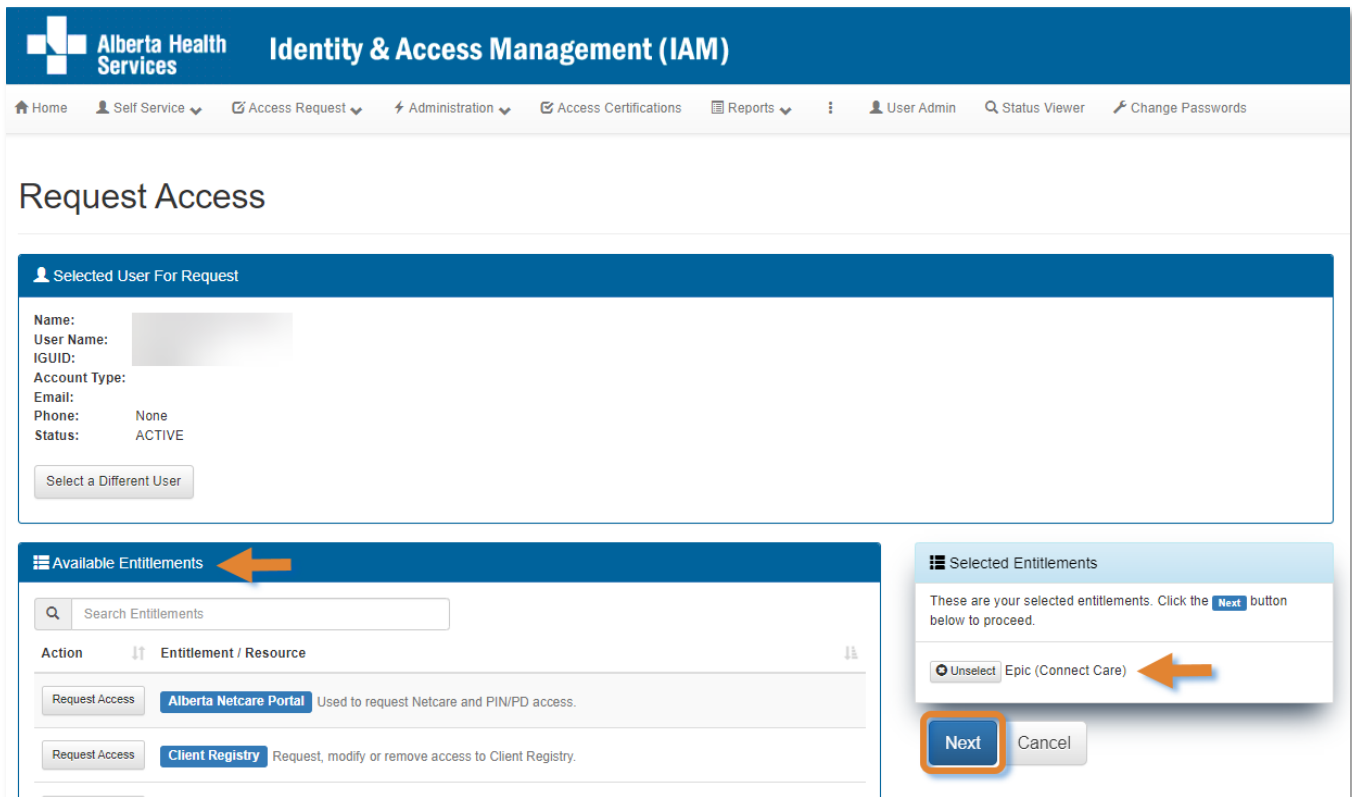 Alberta Health
Services
Identity & Access Management (IAM)
Home Self Service Access Request Administration Access Certifications Reports User Admin Status Viewer Change Passwords
Request Access
Selected User For Request
Name:
User Name:
IGUID:
Account Type:
Email:
Phone: None
Status: ACTIVE
Select a Different User
Available Entitlements
Search Entitlements
Action Entitlement / Resource
Request Access Alberta Netcare Portal Used to request Netcare and PIN/PD access.
Request Access Client Registry Request, modify or remove access to Client Registry.
Selected Entitlements
These are your selected entitlements. Click the Next button
below to proceed.
Unselect Epic (Connect Care)
Next Cancel